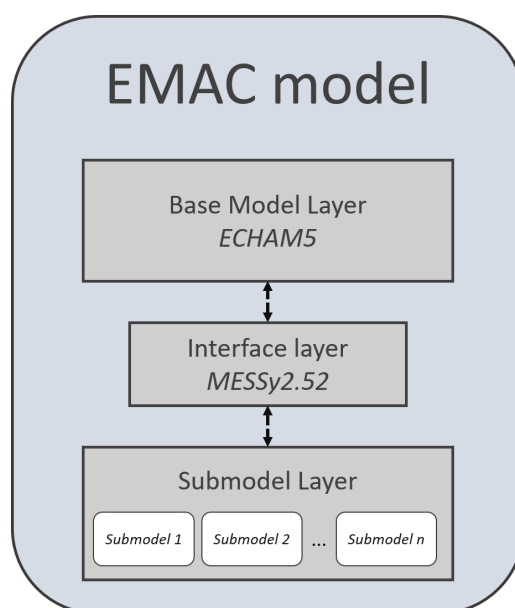 EMAC model
Base Model Layer
ECHAM5
Interface layer
MESSy2.52
Submodel Layer
Submodel 1 Submodel 2 ... Submodel n